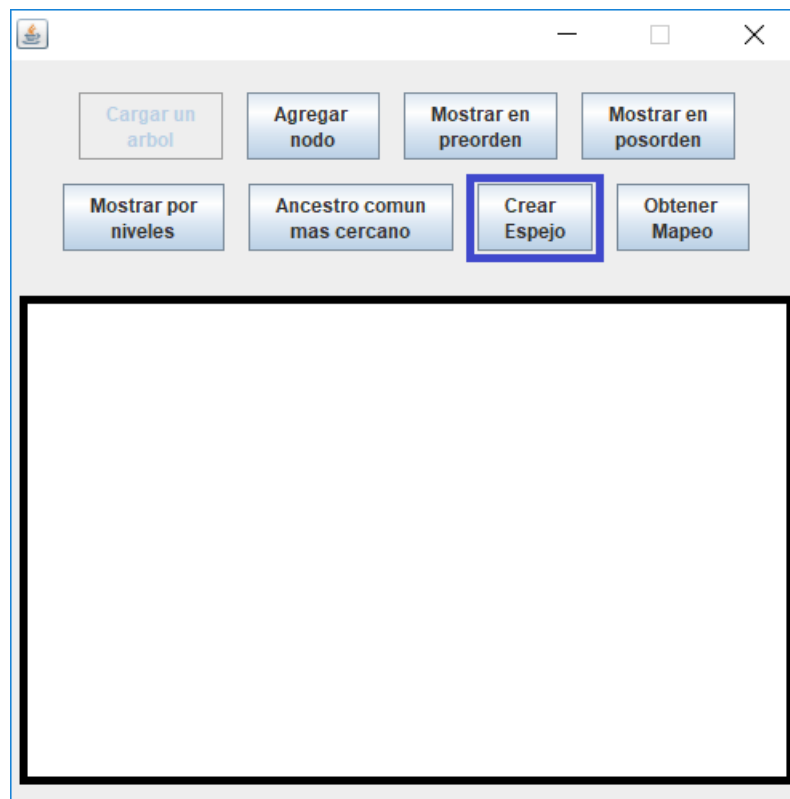 Cargar un
arbol
Agregar
nodo
Mostrar en
preorden
Mostrar en
posorden
Mostrar por
niveles
Ancestro comun
mas cercano
Crear
Espejo
Obtener
Mapeo